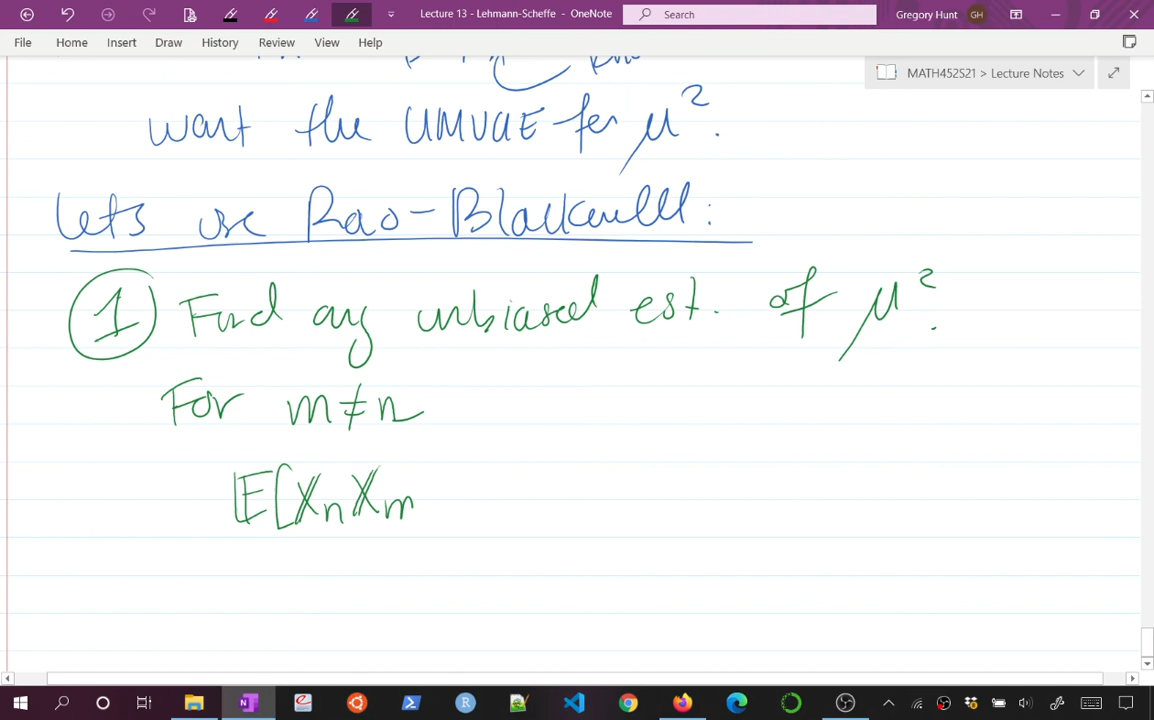 Lecture 13 - Lehmann-Scheffe - OneNote
Search
Gregory Hunt GH
File Home Insert Draw History Review View Help
MATH452S21 > Lecture Notes
want the UMVUE for μ².
Lets use Rao-Blackwell:
1 Find any unbiased est. of μ².
For m≠n
𝔼[XₙXₘ